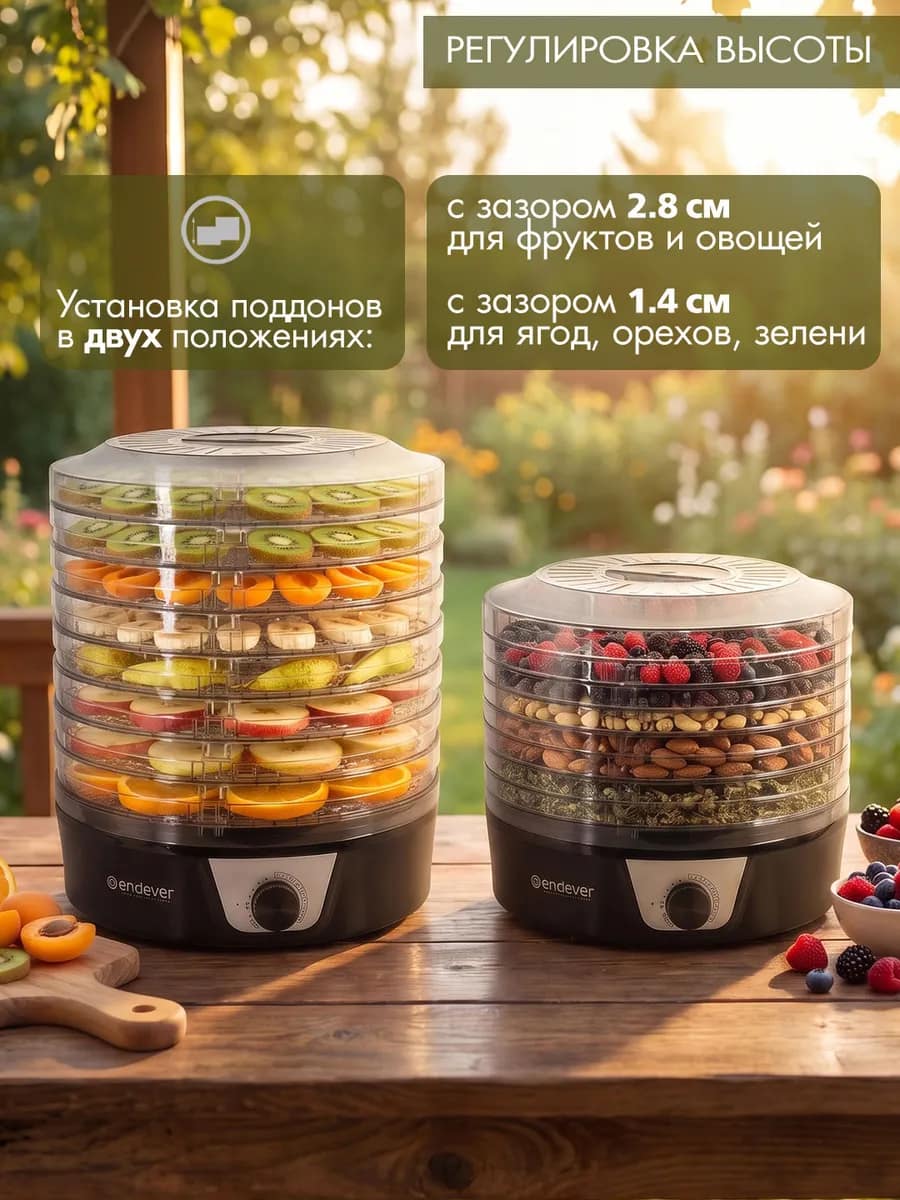 РЕГУЛИРОВКА ВЫСОТЫ
Установка поддонов
в двух положениях:
с зазором 2.8 см
для фруктов и овощей
с зазором 1.4 см
для ягод, орехов, зелени
endever
endever